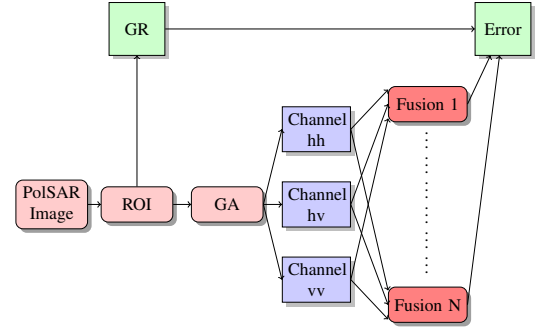 GR
Error
Fusion 1
Channel
hh
PolSAR
Image
ROI
GA
Channel
hv
Channel
vv
Fusion N